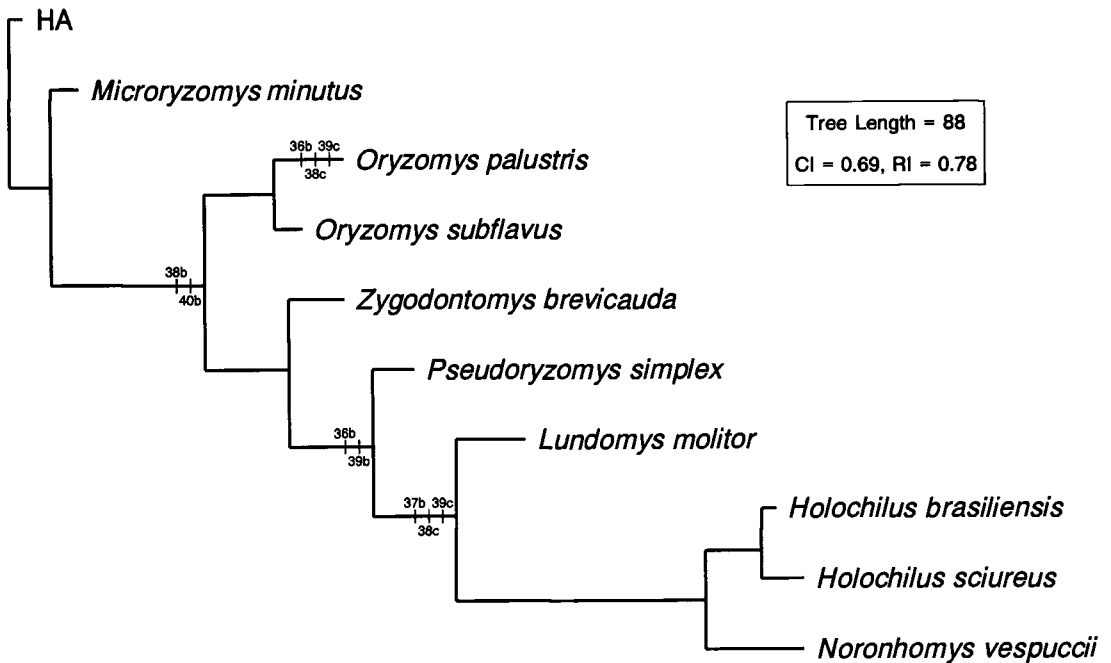 HA
Microryzomys minutus
Tree Length = 88
CI = 0.69, RI = 0.78
36b 39c
38c
Oryzomys palustris
Oryzomys subflavus
38b
40b
Zygodontomys brevicauda
Pseudoryzomys simplex
36b
39b
Lundomys molitor
37b 39c
38c
Holochilus brasiliensis
Holochilus sciureus
Noronhomys vespuccii